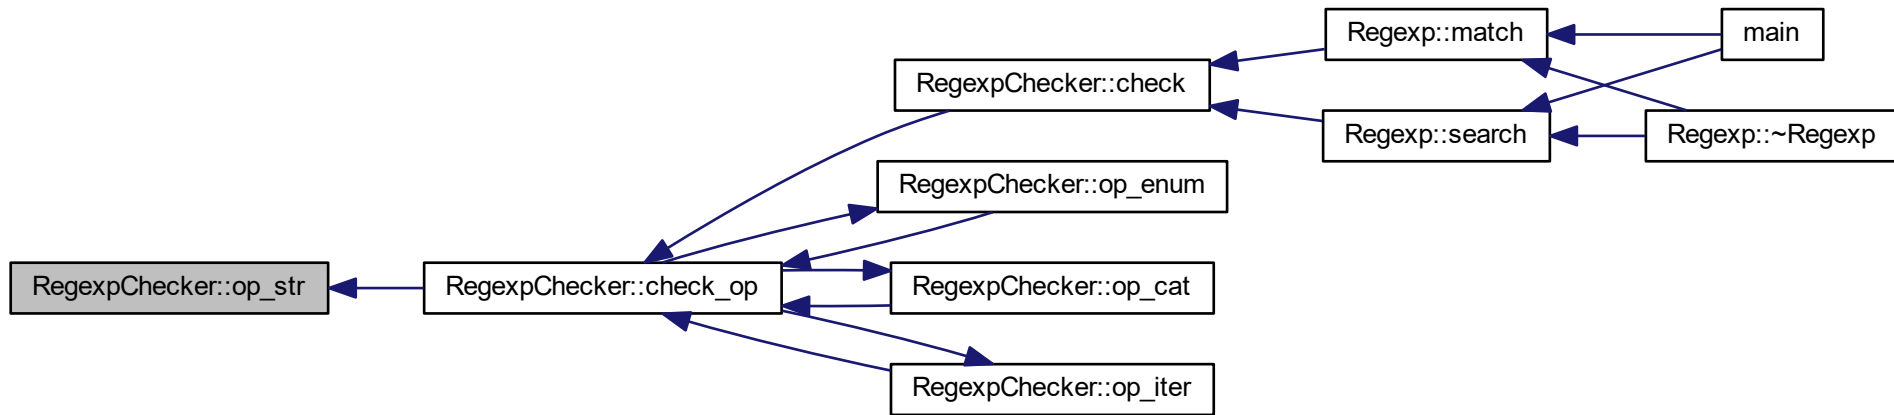 RegexpChecker::op_str
RegexpChecker::check_op
RegexpChecker::check
RegexpChecker::op_enum
RegexpChecker::op_cat
RegexpChecker::op_iter
Regexp::match
Regexp::search
main
Regexp::~Regexp